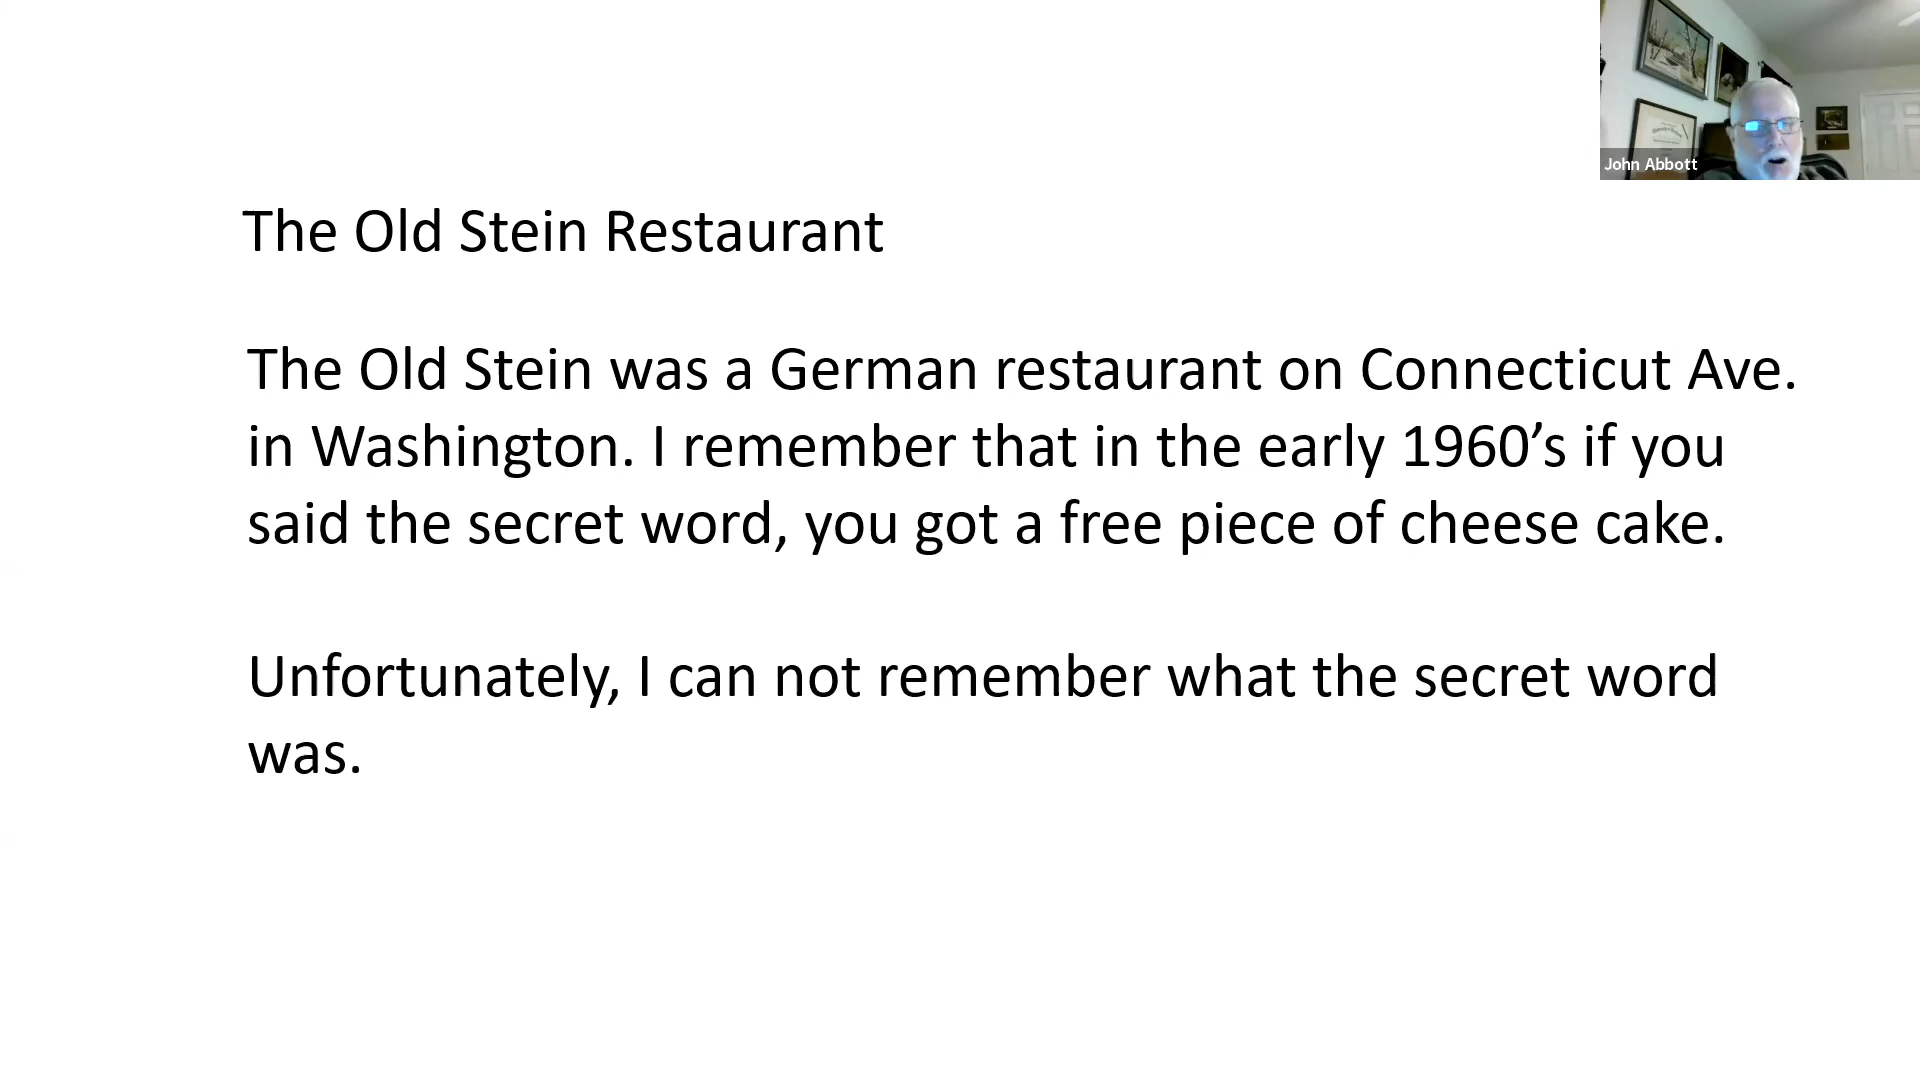 John Abbott
The Old Stein Restaurant
The Old Stein was a German restaurant on Connecticut Ave.
in Washington. I remember that in the early 1960’s if you
said the secret word, you got a free piece of cheese cake.
Unfortunately, I can not remember what the secret word
was.